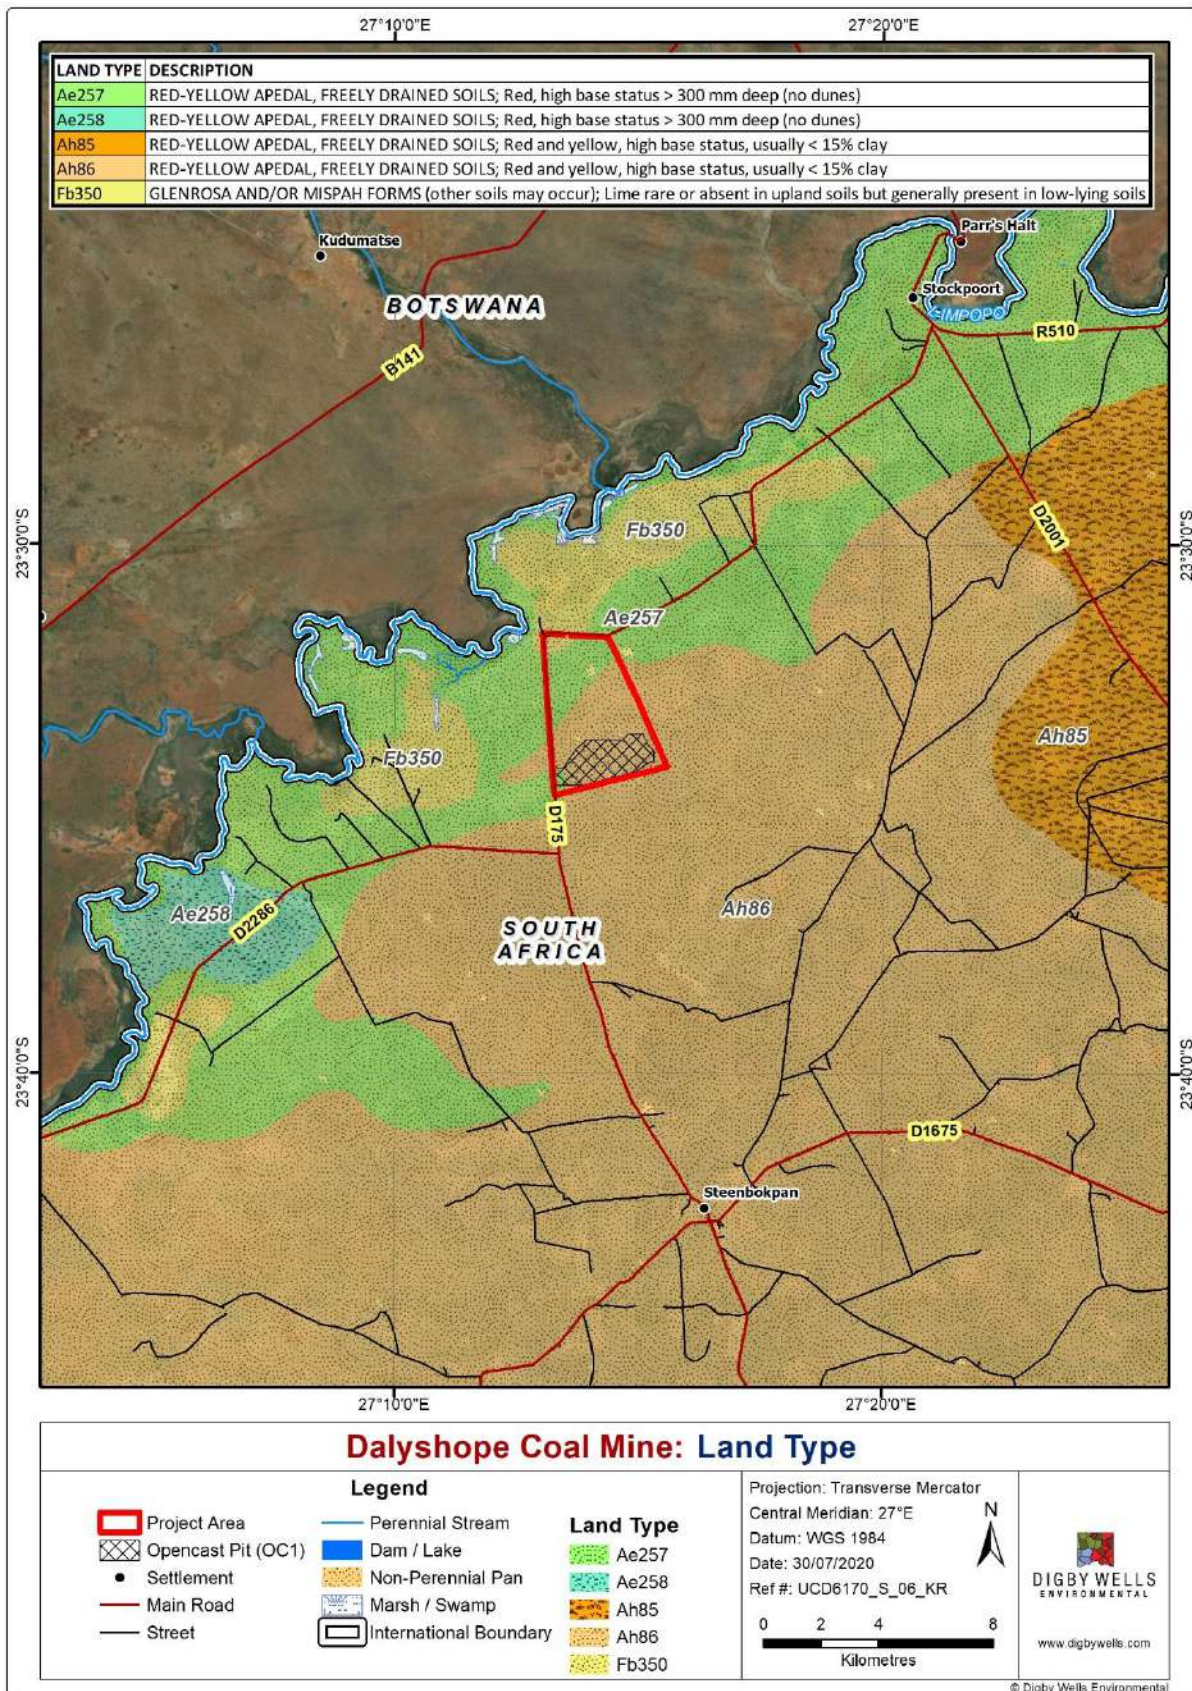 27°10'0"E
27°20'0"E
LAND TYPE DESCRIPTION
Ae257 RED-YELLOW APEDAL, FREELY DRAINED SOILS; Red, high base status > 300 mm deep (no dunes)
Ae258 RED-YELLOW APEDAL, FREELY DRAINED SOILS; Red, high base status > 300 mm deep (no dunes)
Ah85 RED-YELLOW APEDAL, FREELY DRAINED SOILS; Red and yellow, high base status, usually < 15% clay
Ah86 RED-YELLOW APEDAL, FREELY DRAINED SOILS; Red and yellow, high base status, usually < 15% clay
Fb350 GLENROSA AND/OR MISPAH FORMS (other soils may occur); Lime rare or absent in upland soils but generally present in low-lying soils
Parr's Halt
Kudumatse
Stockpoort
BOTSWANA
LIMPOPO
R510
B141
D2001
Fb350
23°30'0"S
23°30'0"S
Ae257
Ah85
Fb350
D175
Ae258
D2286
Ah86
SOUTH
AFRICA
23°40'0"S
23°40'0"S
D1675
Steenbokpan
27°10'0"E
27°20'0"E
Dalyshope Coal Mine: Land Type
Legend
Project Area
Opencast Pit (OC1)
Settlement
Main Road
Street
Perennial Stream
Dam / Lake
Non-Perennial Pan
Marsh / Swamp
International Boundary
Land Type
Ae257
Ae258
Ah85
Ah86
Fb350
Projection: Transverse Mercator
Central Meridian: 27°E
Datum: WGS 1984
Date: 30/07/2020
Ref #: UCD6170_S_06_KR
N
0 2 4 8
Kilometres
DIGBY WELLS
ENVIRONMENTAL
www.digbywells.com
© Digby Wells Environmental